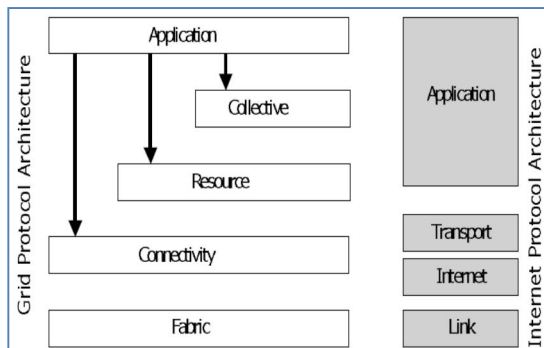 Grid Protocol Architecture
Application
Collective
Resource
Connectivity
Fabric
Application
Transport
Internet
Link
Internet Protocol Architecture